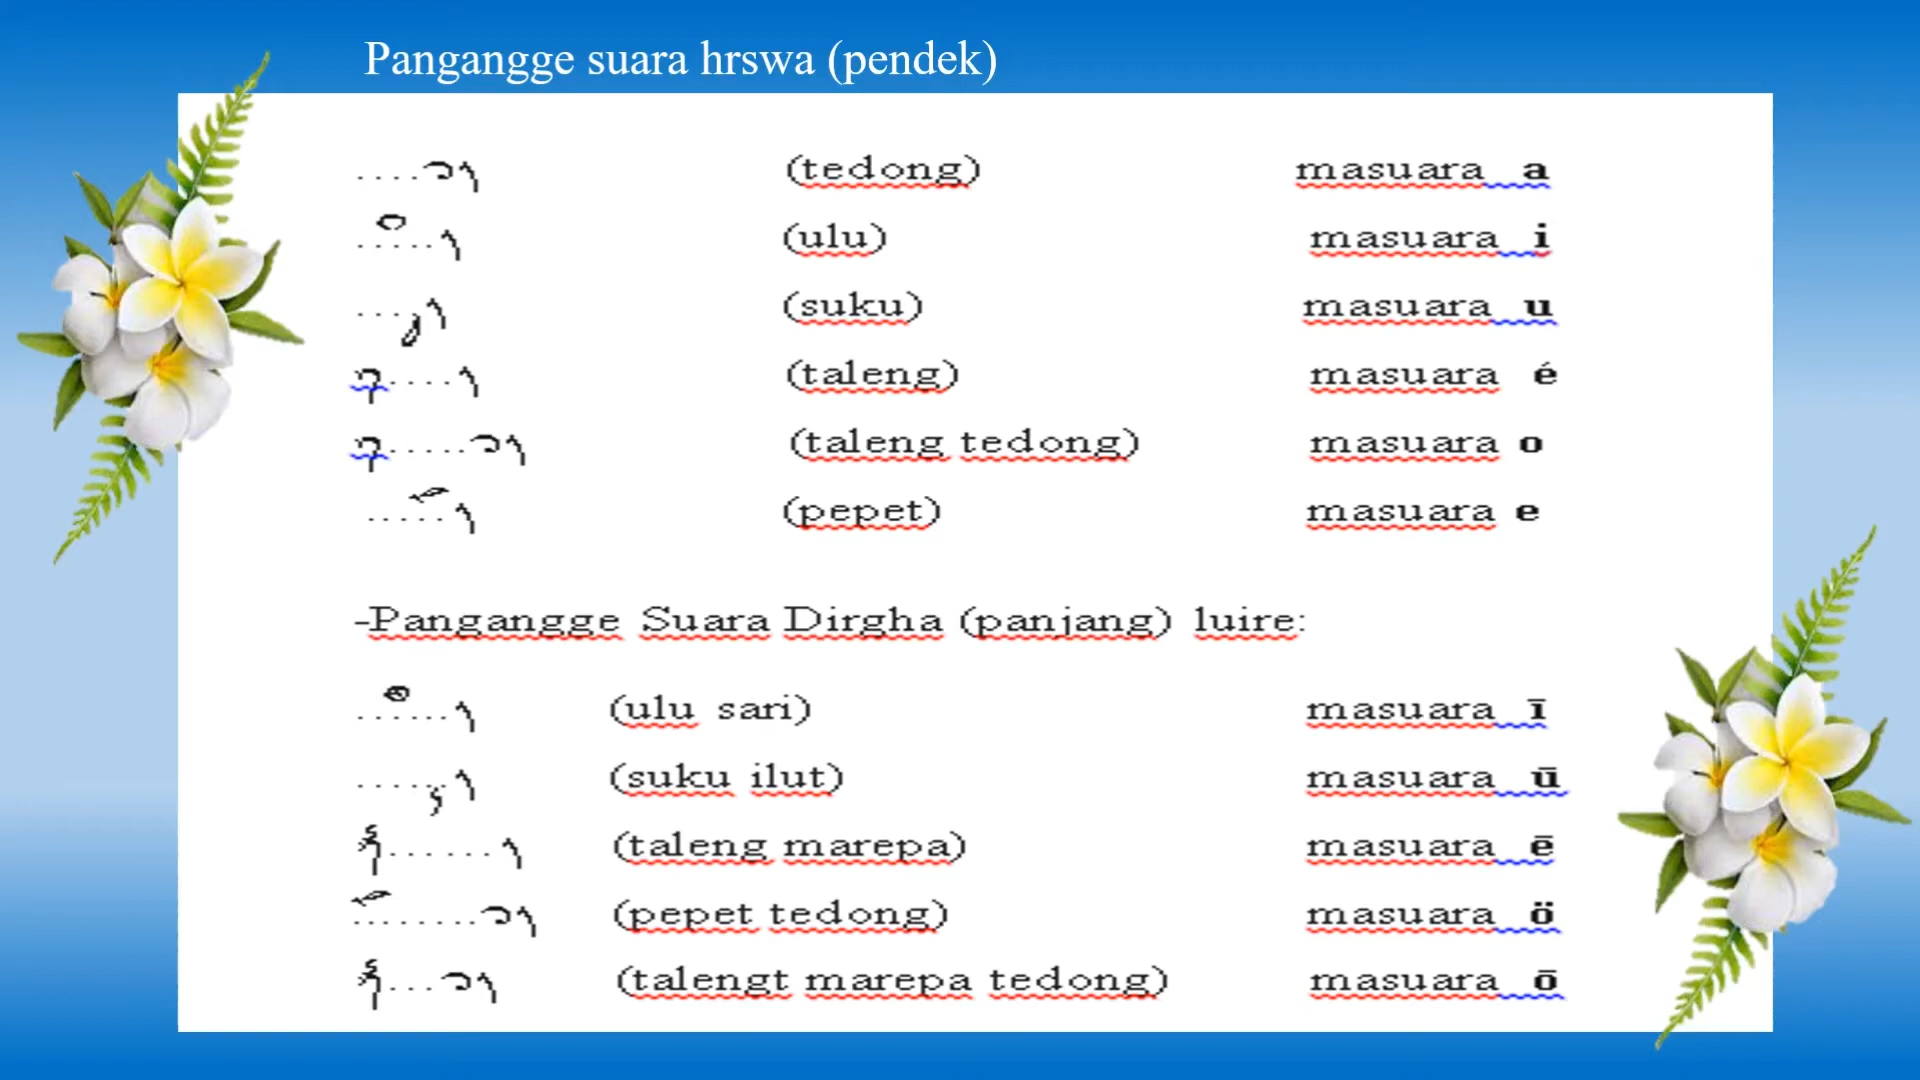 Pangangge suara hrswa (pendek)
....ᬵ᭟ (tedong) masuara a
.....ᬶ᭟ (ulu) masuara i
...ᬸ᭟ (suku) masuara u
ᬾ....᭟ (taleng) masuara é
ᬾ.....ᬵ᭟ (taleng tedong) masuara o
.....ᭂ᭟ (pepet) masuara e
-Pangangge Suara Dirgha (panjang) luire:
......ᬷ᭟ (ulu sari) masuara ī
.....ᬹ᭟ (suku ilut) masuara ū
ᬿ......᭟ (taleng marepa) masuara ē
ᭂ........ᬵ᭟ (pepet tedong) masuara ö
ᬿ...ᬵ᭟ (talengt marepa tedong) masuara ō